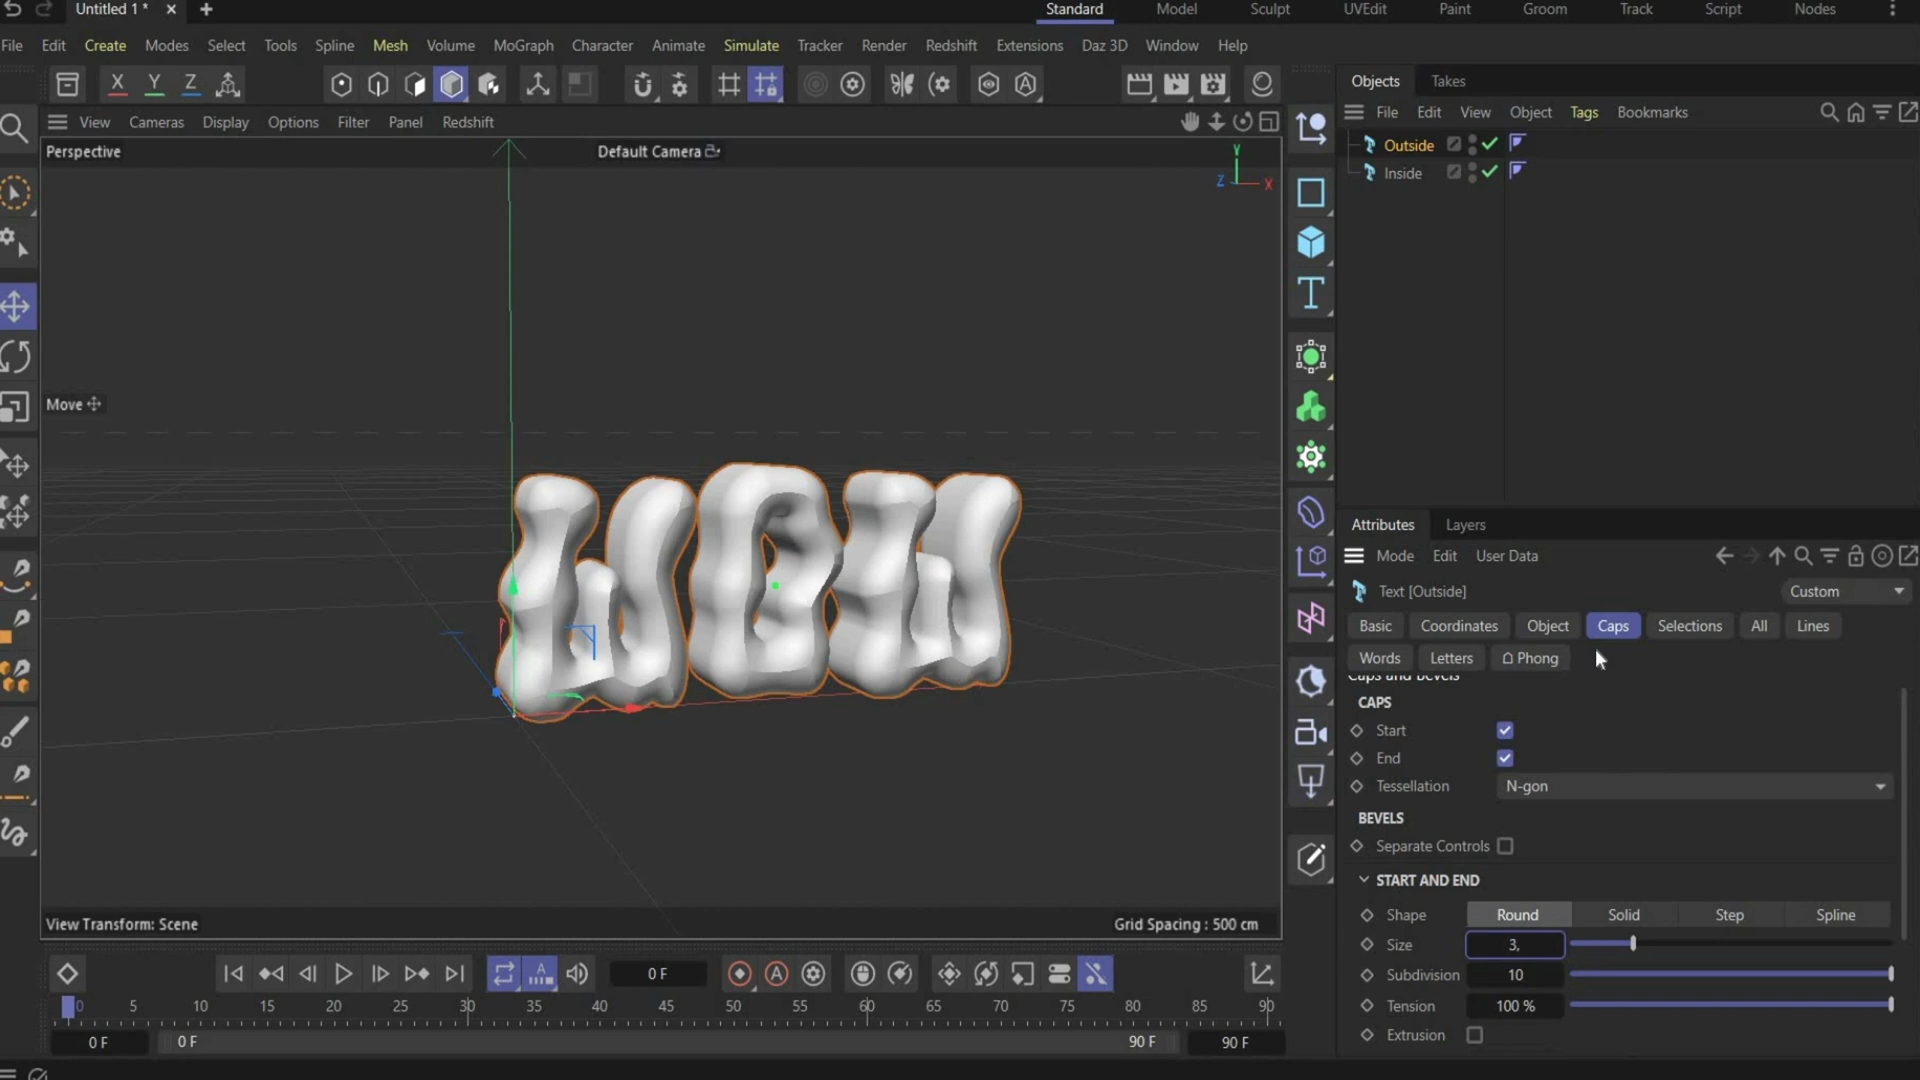 Untitled 1 *
Standard Model Sculpt UVEdit Paint Groom Track Script Nodes
File Edit Create Modes Select Tools Spline Mesh Volume MoGraph Character Animate Simulate Tracker Render Redshift Extensions Daz 3D Window Help
X Y Z
Objects Takes
File Edit View Object Tags Bookmarks
View Cameras Display Options Filter Panel Redshift
Perspective
Default Camera
Y
Z X
Outside
Inside
Move
WOW
View Transform: Scene
Grid Spacing : 500 cm
Attributes Layers
Mode Edit User Data
Text [Outside]
Custom
Basic Coordinates Object Caps Selections All Lines
Words Letters Phong
Caps and Bevels
CAPS
Start
End
Tessellation N-gon
BEVELS
Separate Controls
START AND END
Shape Round Solid Step Spline
Size 3,
Subdivision 10
Tension 100 %
Extrusion
0 F
0 5 10 15 20 25 30 35 40 45 50 55 60 65 70 75 80 85 90
0 F 0 F 90 F 90 F